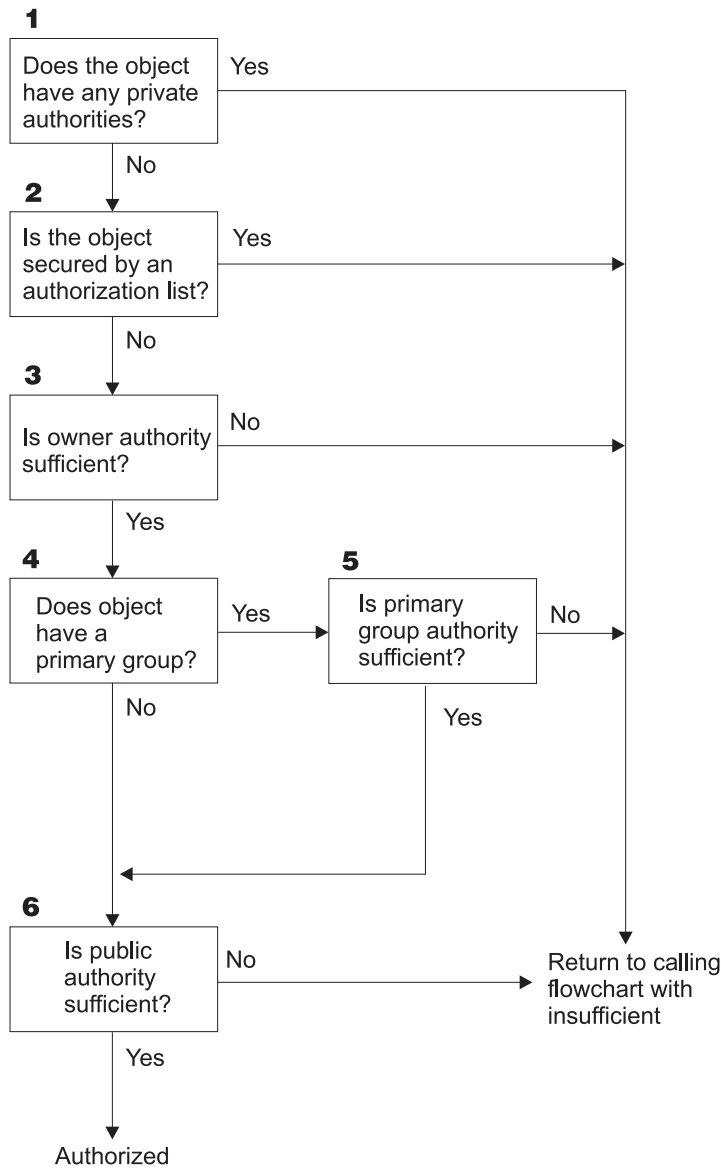 1
Does the object
have any private
authorities?
Yes
No
2
Is the object
secured by an
authorization list?
Yes
No
3
Is owner authority
sufficient?
No
Yes
4
Does object
have a
primary group?
Yes
5
Is primary
group authority
sufficient?
No
No
Yes
6
Is public
authority
sufficient?
No
Return to calling
flowchart with
insufficient
Yes
Authorized